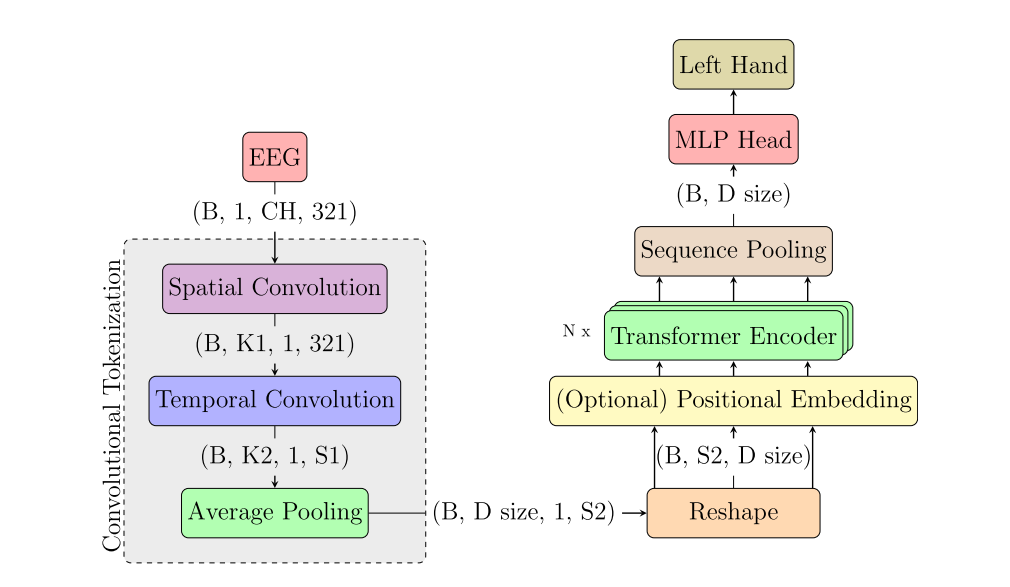 EEG
(B, 1, CH, 321)
Convolutional Tokenization
Spatial Convolution
(B, K1, 1, 321)
Temporal Convolution
(B, K2, 1, S1)
Average Pooling
(B, D size, 1, S2)
Reshape
(B, S2, D size)
(Optional) Positional Embedding
N x
Transformer Encoder
Sequence Pooling
(B, D size)
MLP Head
Left Hand